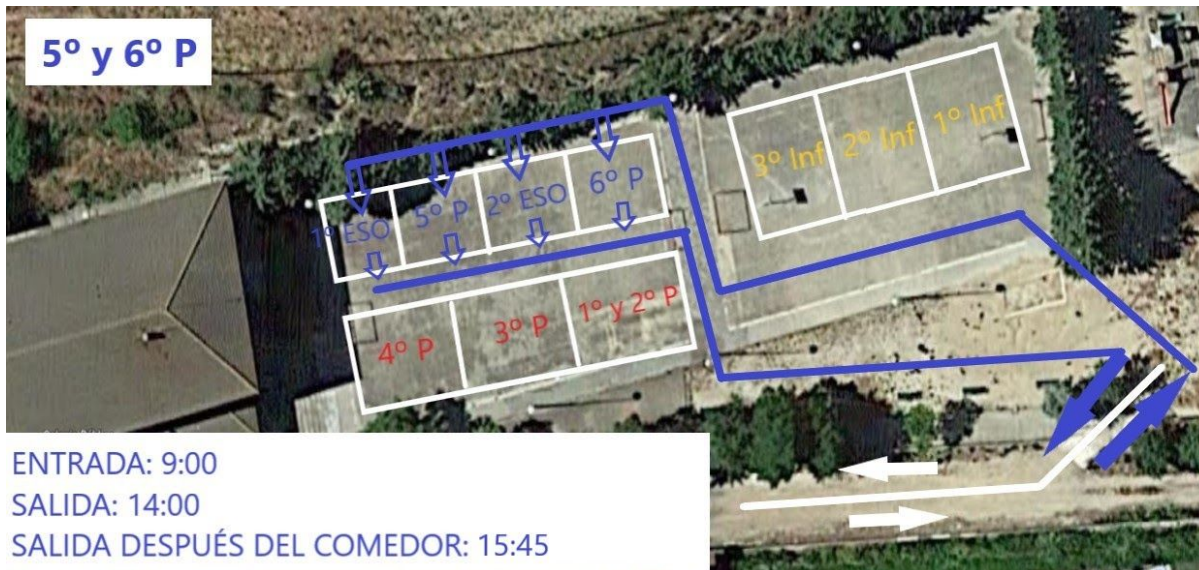 5º y 6º P
3º Inf
2º Inf
1º Inf
1º ESO
5º P
2º ESO
6º P
4º P
3º P
1º y 2º P
ENTRADA: 9:00
SALIDA: 14:00
SALIDA DESPUÉS DEL COMEDOR: 15:45